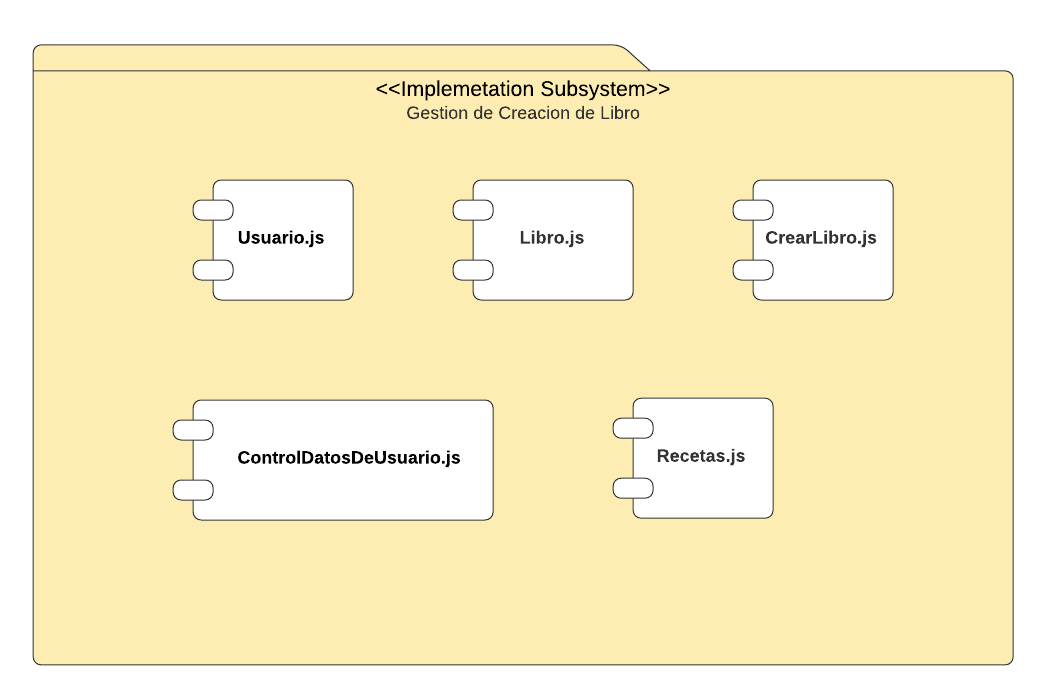 <<Implemetation Subsystem>>
Gestion de Creacion de Libro
Usuario.js
Libro.js
CrearLibro.js
ControlDatosDeUsuario.js
Recetas.js